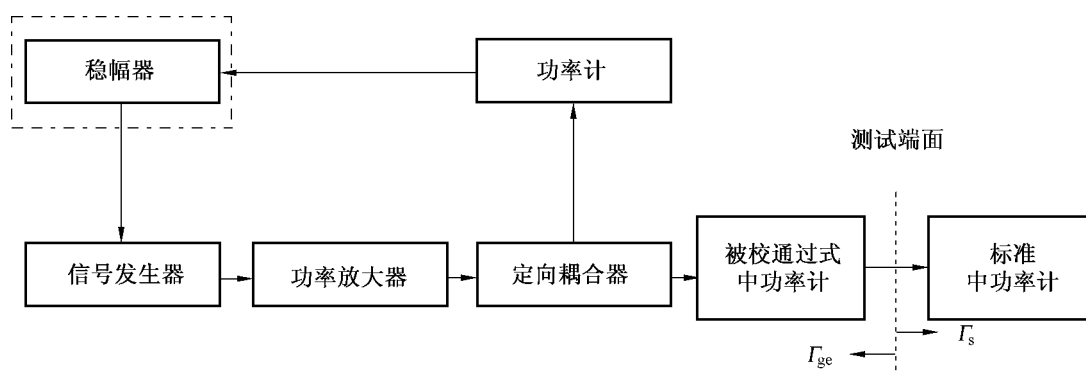 稳幅器
功率计
测试端面
信号发生器
功率放大器
定向耦合器
被校通过式
中功率计
标准
中功率计
Γs
Γge